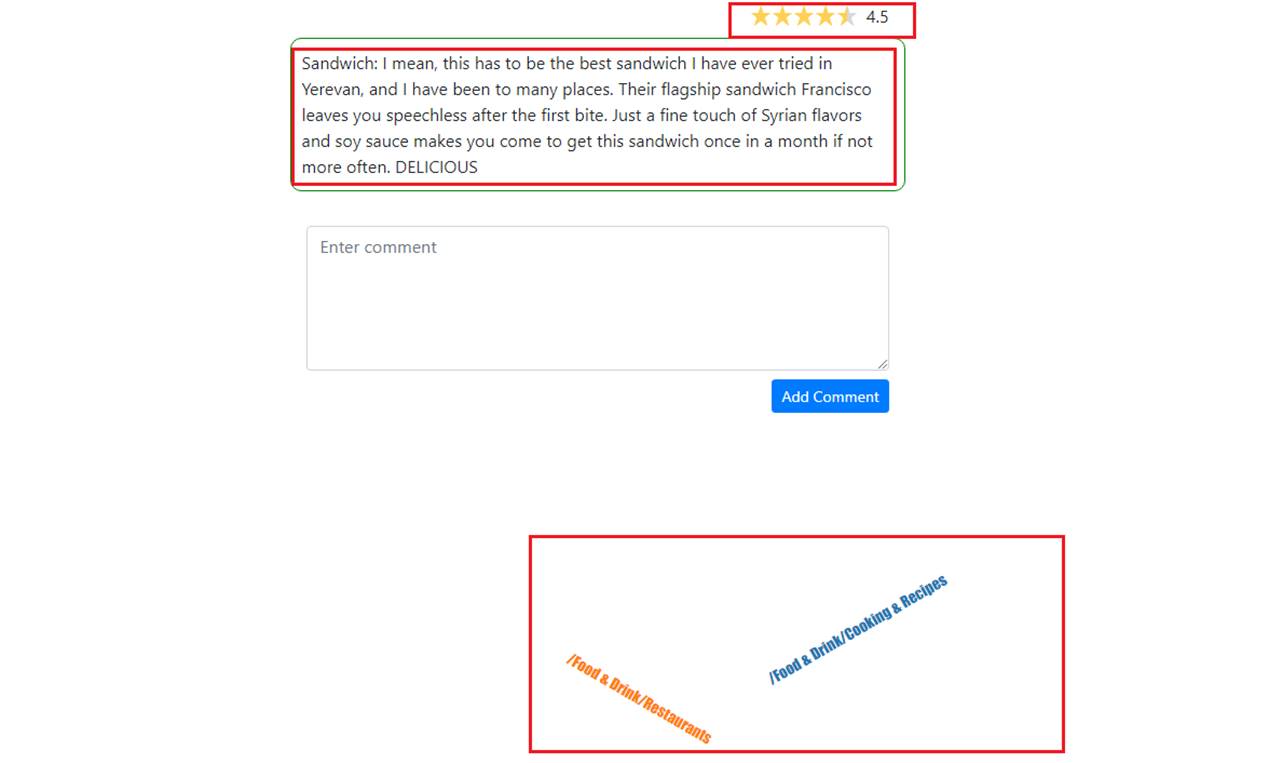 4.5
Sandwich: I mean, this has to be the best sandwich I have ever tried in
Yerevan, and I have been to many places. Their flagship sandwich Francisco
leaves you speechless after the first bite. Just a fine touch of Syrian flavors
and soy sauce makes you come to get this sandwich once in a month if not
more often. DELICIOUS
Enter comment
Add Comment
/Food & Drink/Cooking & Recipes
/Food & Drink/Restaurants